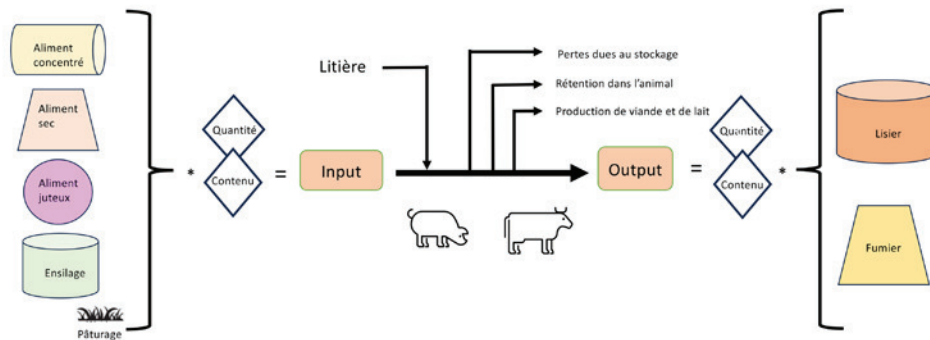 Aliment
concentré
Aliment
sec
Aliment
juteux
Ensilage
Pâturage
*
Quantité
Contenu
=
Input
Litière
Pertes dues au stockage
Rétention dans l'animal
Production de viande et de lait
Output
=
Quantité
Contenu
*
Lisier
Fumier